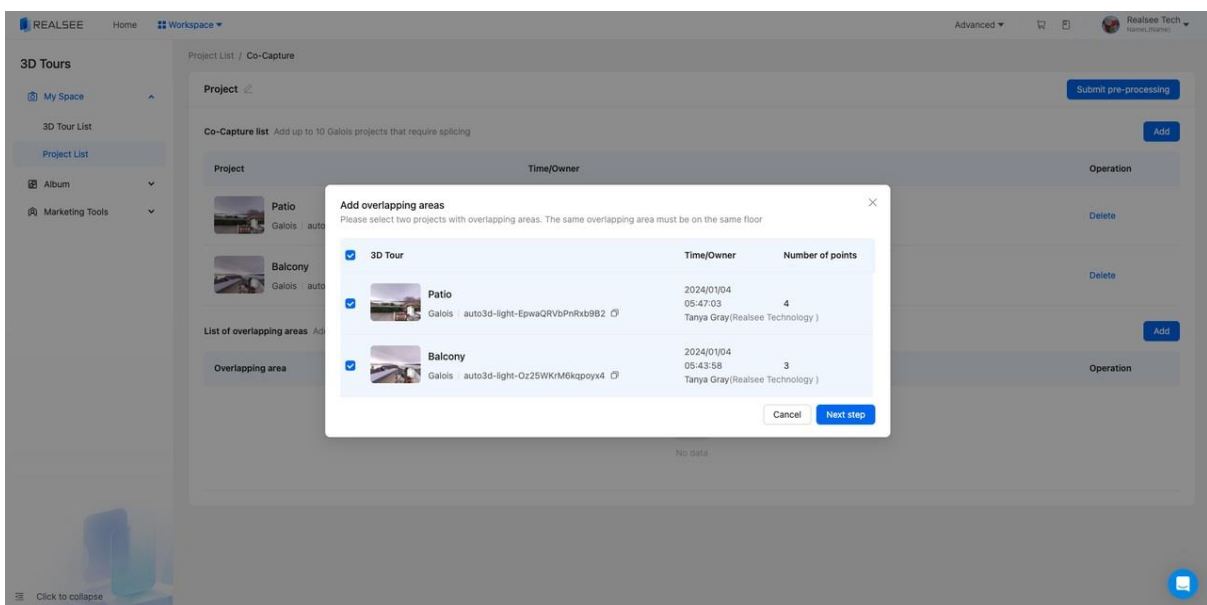 REALSEE
Home
Workspace
Advanced
Realsee Tech
3D Tours
My Space
3D Tour List
Project List
Album
Marketing Tools
Click to collapse
Project List / Co-Capture
Project
Submit pre-processing
Co-Capture list Add up to 10 Galois projects that require splicing
Add
Project Time/Owner Operation
Patio
Galois auto
Delete
Balcony
Galois auto
Delete
List of overlapping areas
Add
Overlapping area Operation
No data
Add overlapping areas
Please select two projects with overlapping areas. The same overlapping area must be on the same floor
3D Tour Time/Owner Number of points
Patio
Galois auto3d-light-EpwaQRVbPnRxb9B2
2024/01/04
05:47:03
4
Tanya Gray(Realsee Technology )
Balcony
Galois auto3d-light-Oz25WKrM6kqpoyx4
2024/01/04
05:43:58
3
Tanya Gray(Realsee Technology )
Cancel
Next step